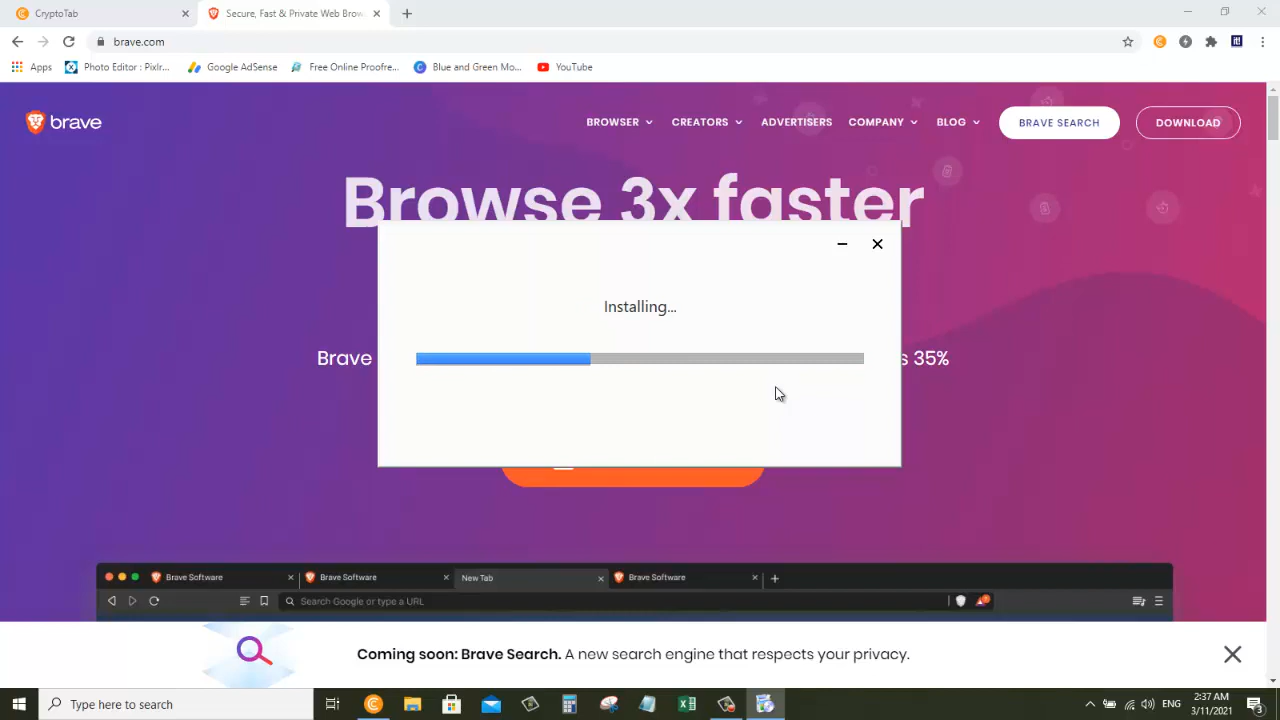 CryptoTab
Secure, Fast & Private Web Brow
brave.com
Apps
Photo Editor : Pixlr...
Google AdSense
Free Online Proofre...
Blue and Green Mo...
YouTube
brave
BROWSER
CREATORS
ADVERTISERS
COMPANY
BLOG
BRAVE SEARCH
DOWNLOAD
Browse 3x faster
Installing...
Brave
s 35%
Brave Software
Brave Software
New Tab
Brave Software
Search Google or type a URL
Coming soon: Brave Search. A new search engine that respects your privacy.
Type here to search
ENG
2:37 AM
3/11/2021
3